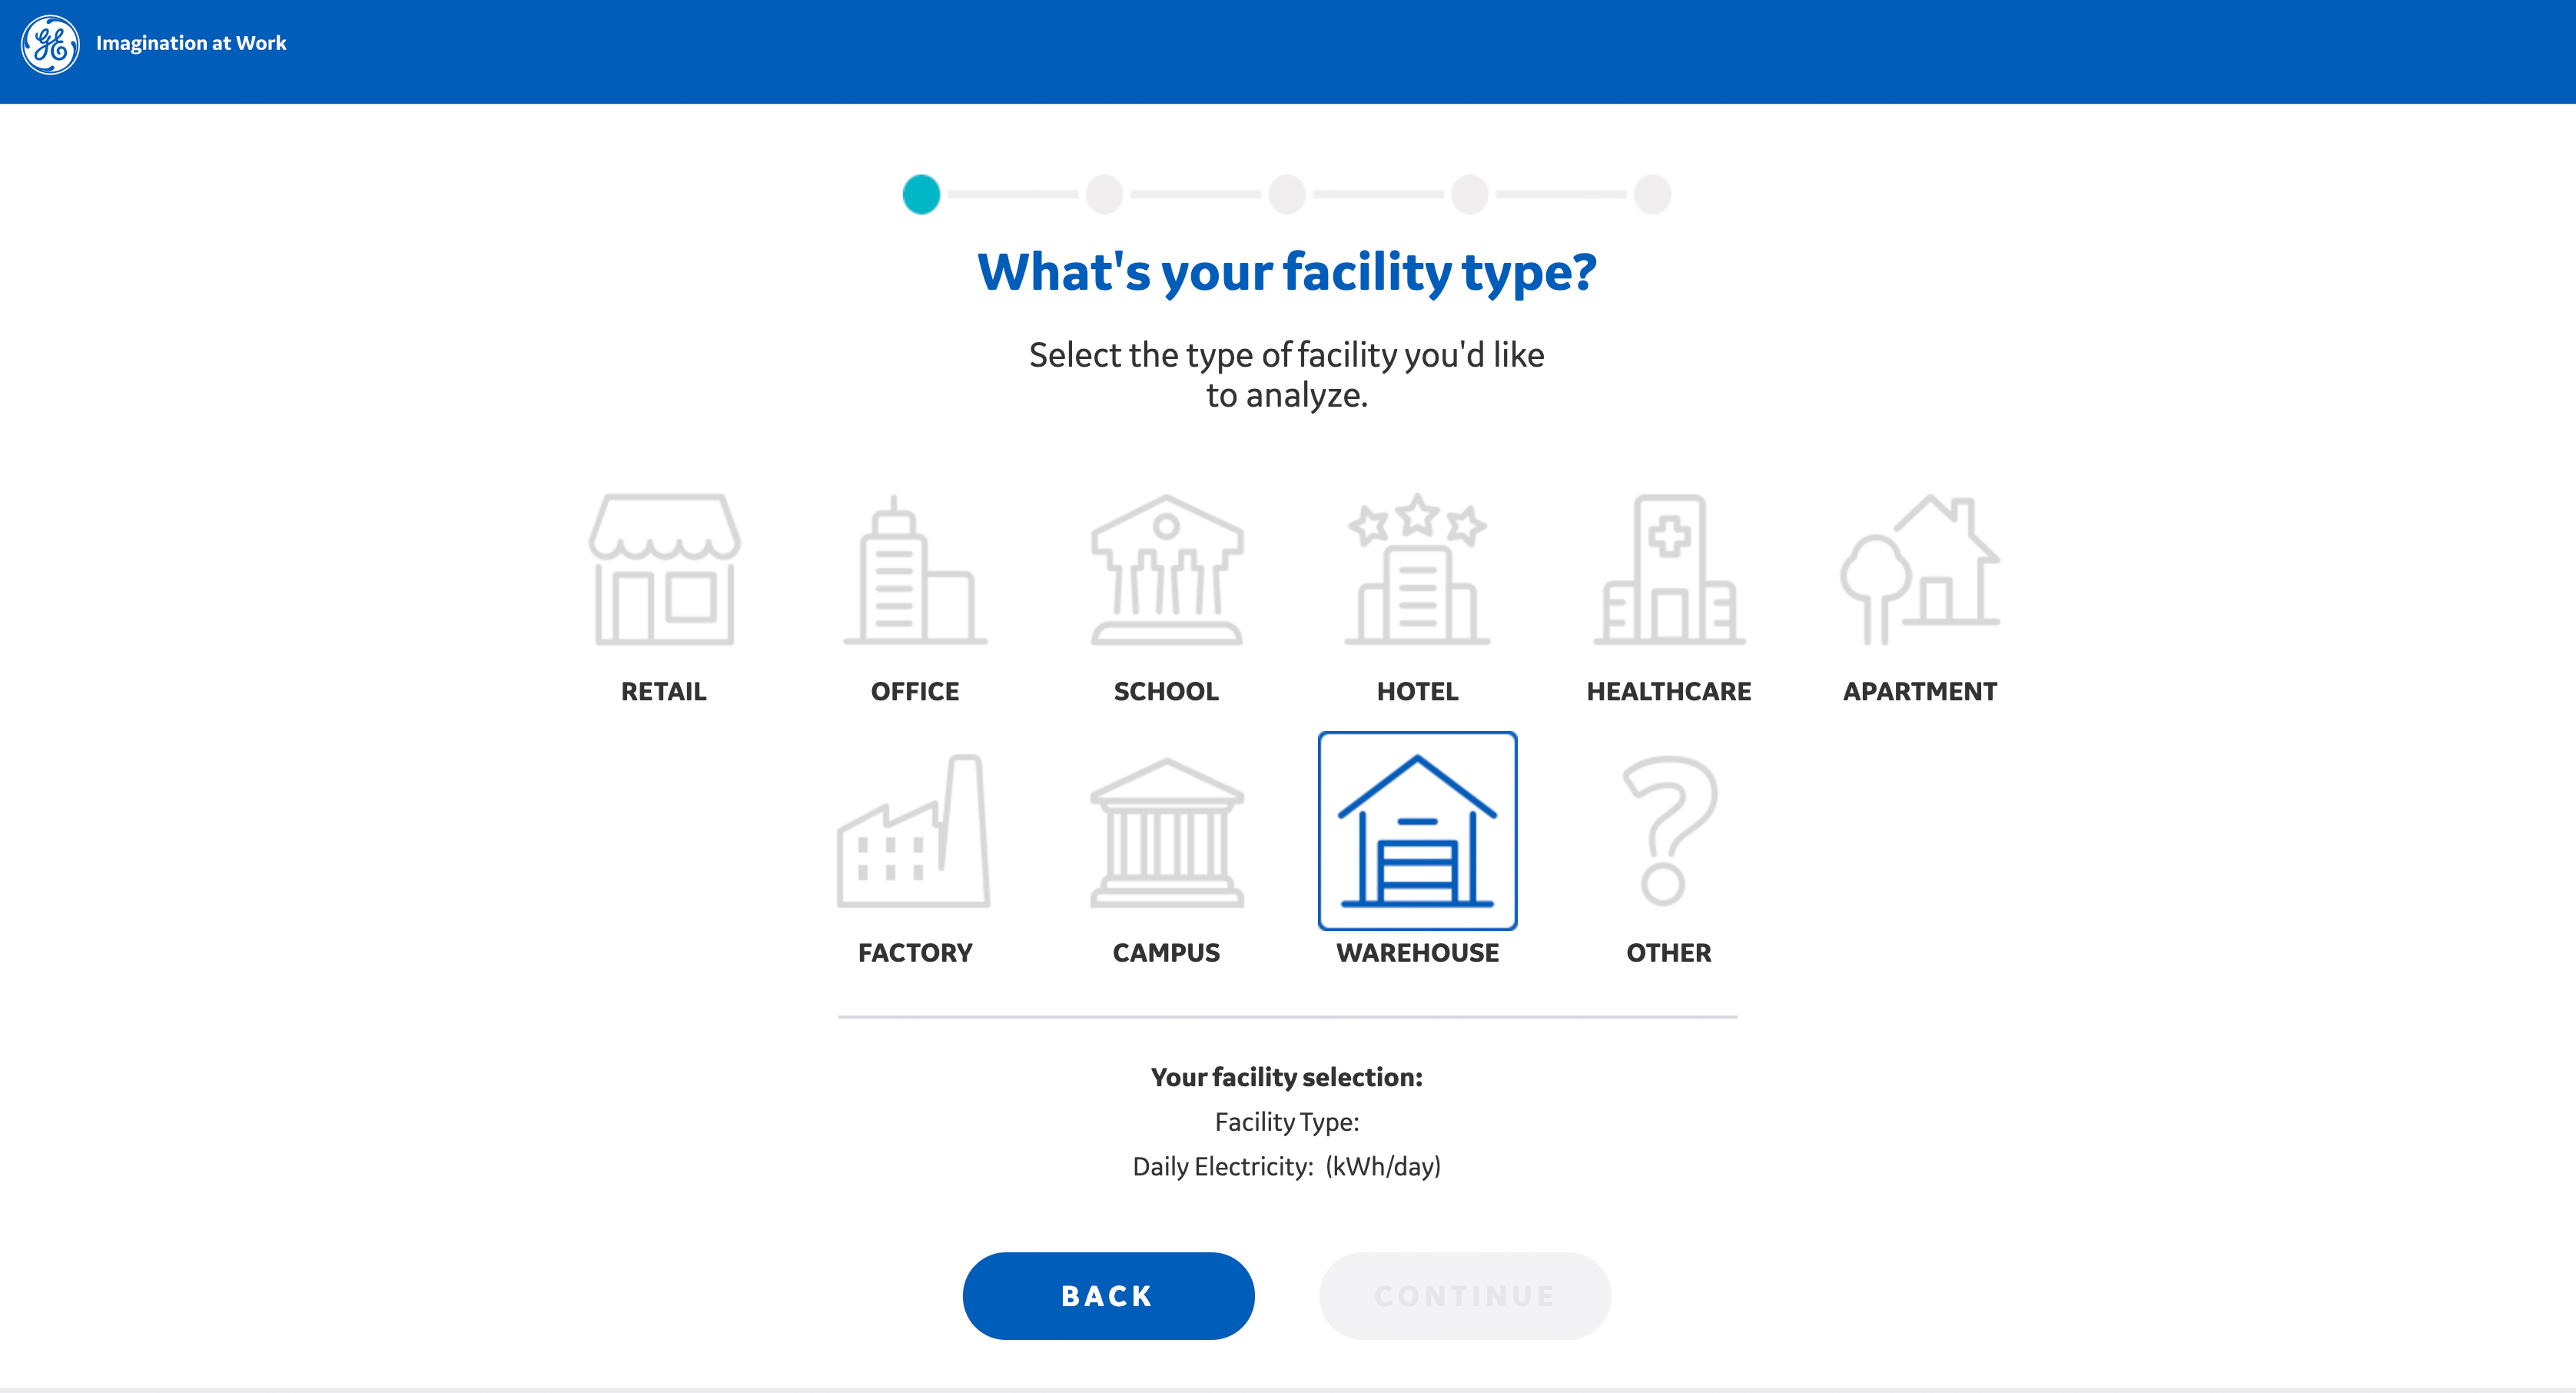 GE
Imagination at Work
What's your facility type?
Select the type of facility you'd like
to analyze.
RETAIL
OFFICE
SCHOOL
HOTEL
HEALTHCARE
APARTMENT
FACTORY
CAMPUS
WAREHOUSE
OTHER
Your facility selection:
Facility Type:
Daily Electricity: (kWh/day)
BACK
CONTINUE